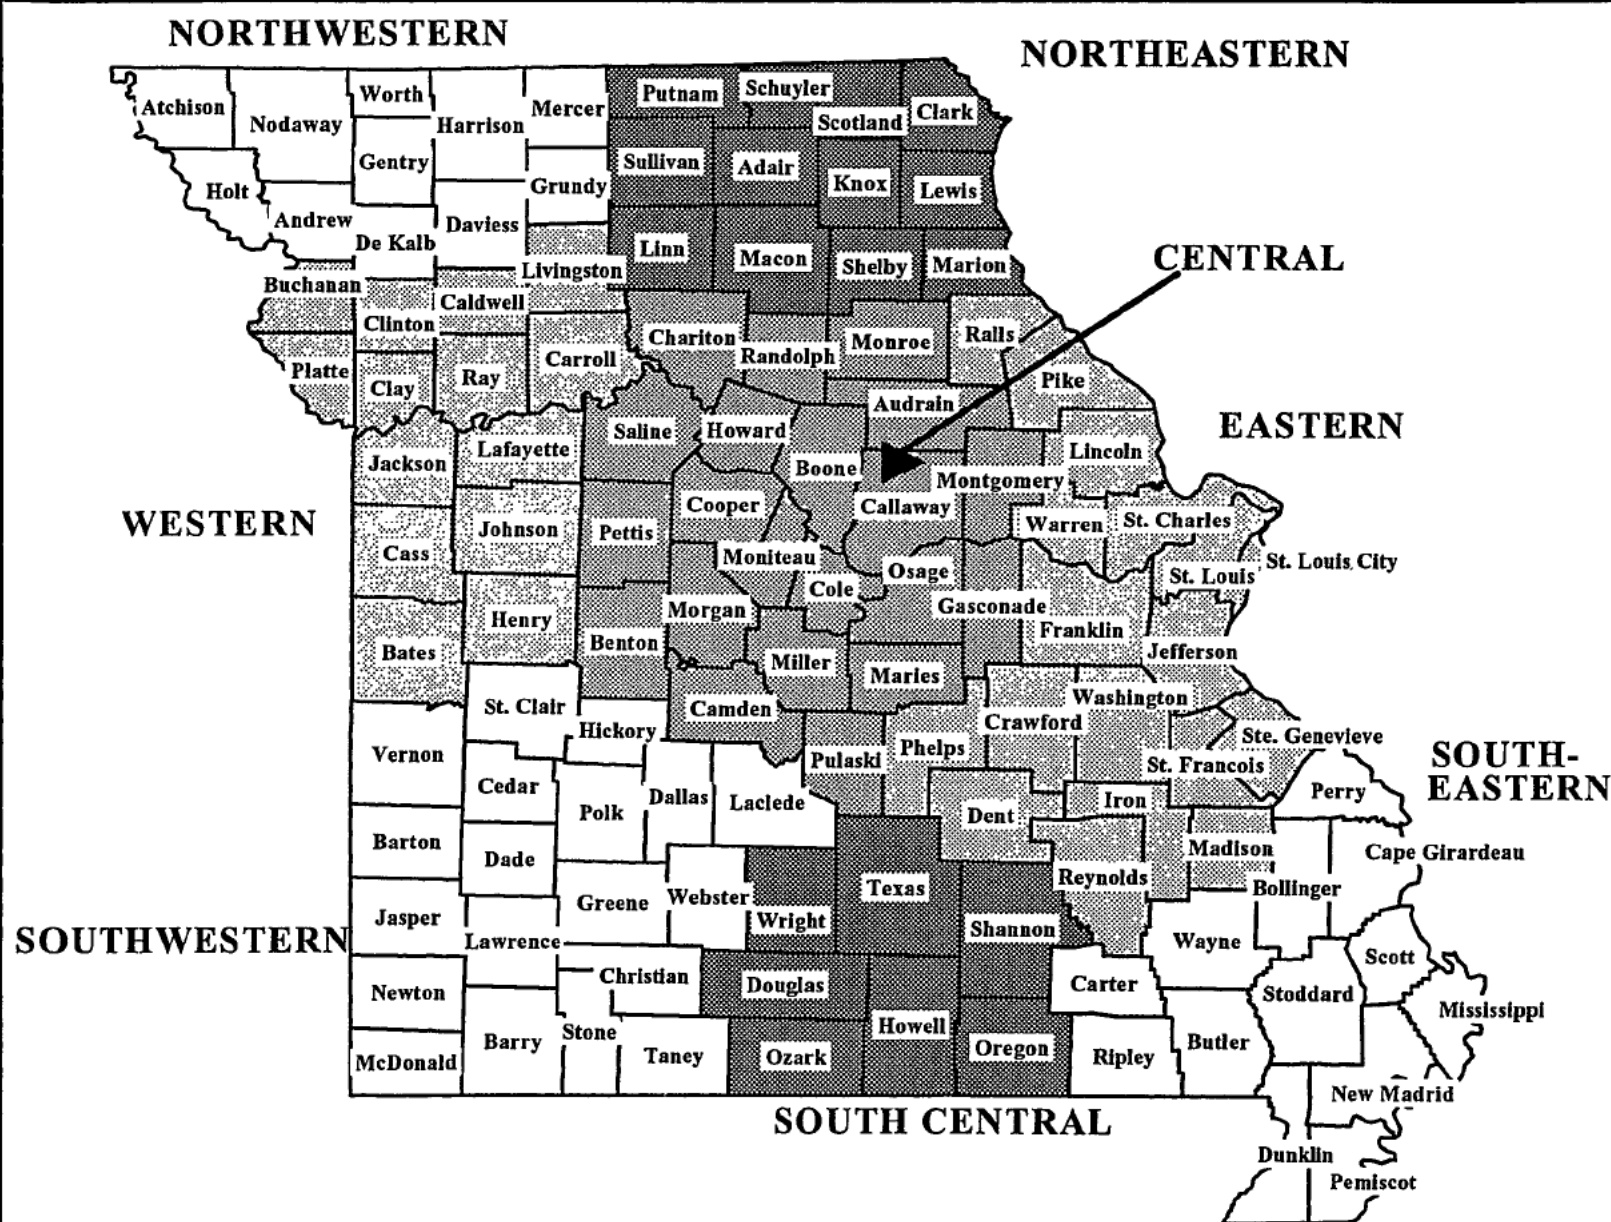 NORTHWESTERN
NORTHEASTERN
Atchison
Nodaway
Worth
Harrison
Mercer
Putnam
Schuyler
Scotland
Clark
Gentry
Sullivan
Adair
Knox
Lewis
Holt
Grundy
Andrew
De Kalb
Daviess
Linn
Macon
Shelby
Marion
CENTRAL
Livingston
Buchanan
Caldwell
Clinton
Chariton
Randolph
Monroe
Ralls
Platte
Clay
Ray
Carroll
Pike
Audrain
EASTERN
Saline
Howard
Jackson
Lafayette
Boone
Lincoln
Montgomery
WESTERN
Cass
Johnson
Pettis
Cooper
Callaway
Warren
St. Charles
St. Louis City
Moniteau
Cole
Osage
St. Louis
Henry
Morgan
Gasconade
Franklin
Bates
Benton
Miller
Maries
Jefferson
St. Clair
Hickory
Camden
Crawford
Washington
Vernon
Pulaski
Phelps
Ste. Genevieve
St. Francois
SOUTH-
EASTERN
Cedar
Polk
Dallas
Laclede
Dent
Iron
Perry
Barton
Dade
Madison
Cape Girardeau
Jasper
Greene
Webster
Wright
Texas
Reynolds
Bollinger
SOUTHWESTERN
Lawrence
Shannon
Wayne
Scott
Newton
Christian
Douglas
Carter
Stoddard
Mississippi
McDonald
Barry
Stone
Taney
Ozark
Howell
Oregon
Ripley
Butler
New Madrid
SOUTH CENTRAL
Dunklin
Pemiscot